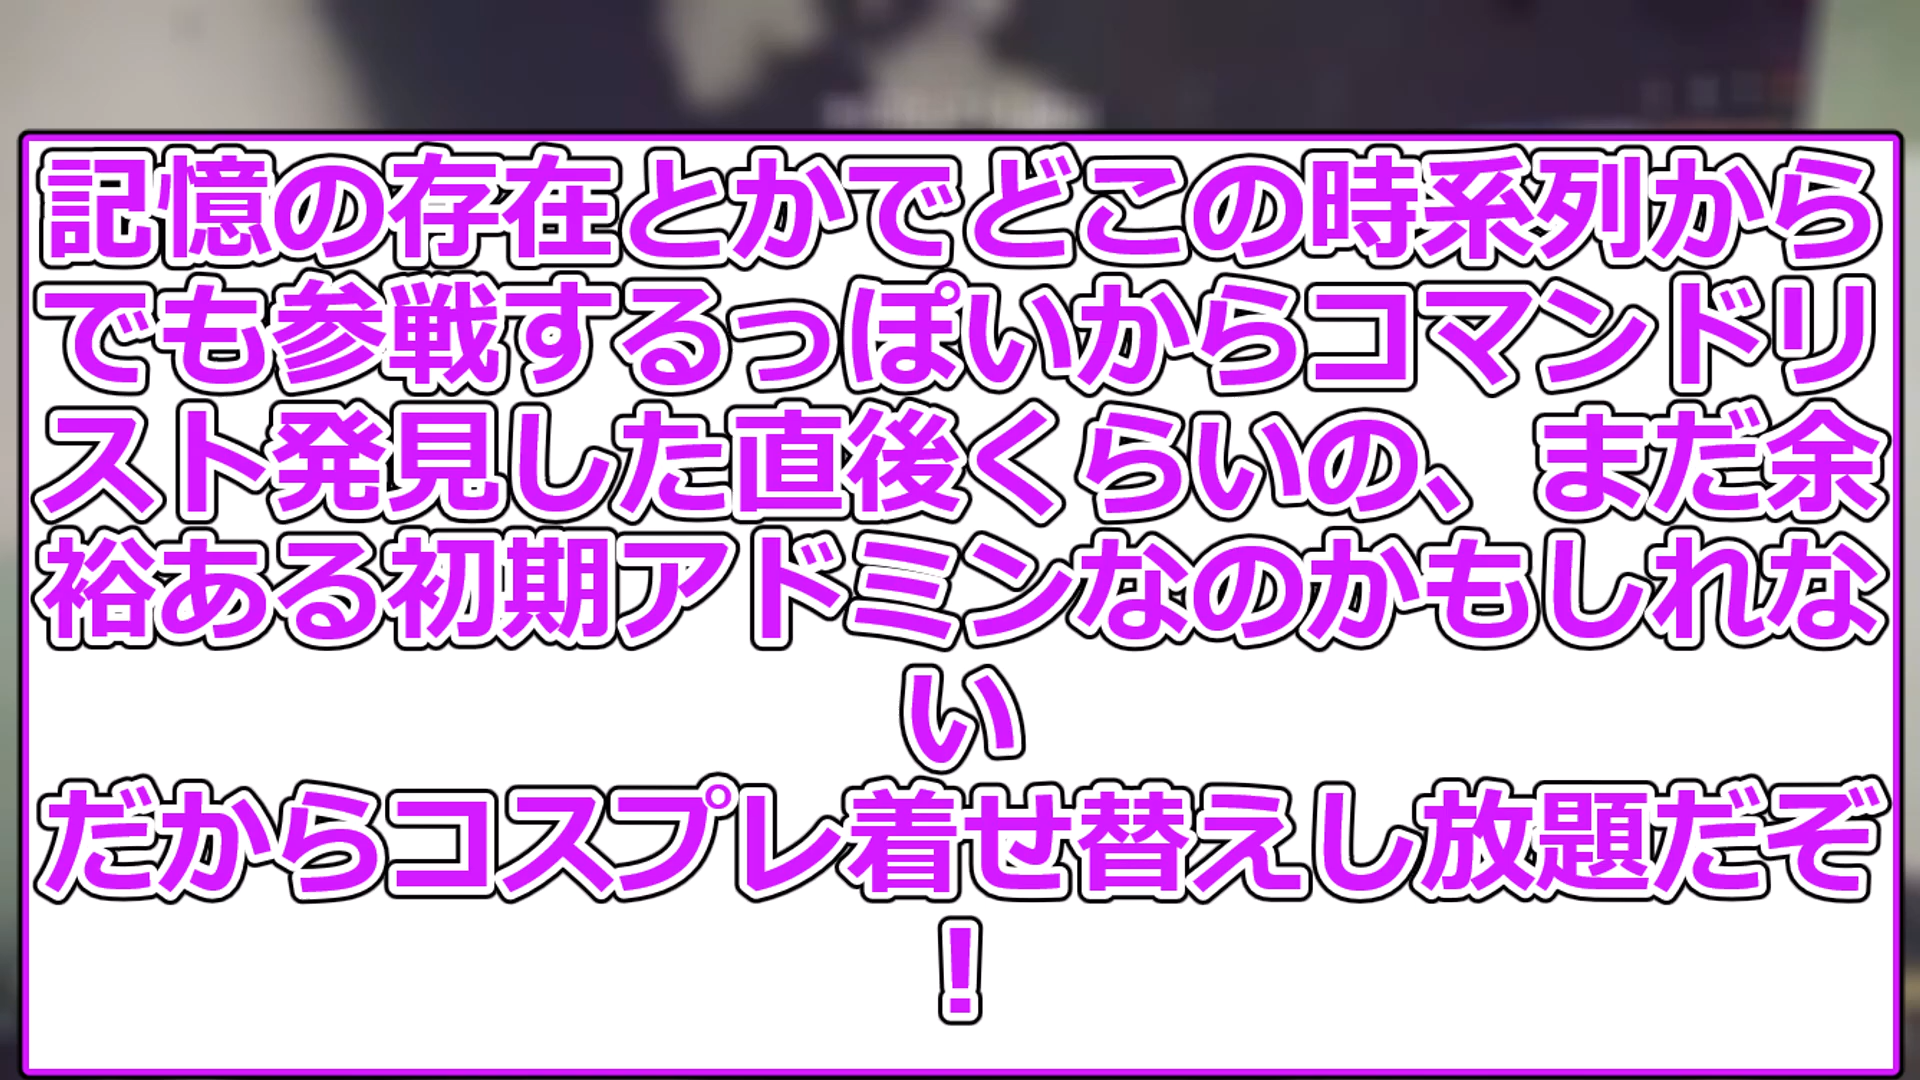 記憶の存在とかでどこの時系列から
でも参戦するっぽいからコマンドリ
スト発見した直後くらいの、まだ余
裕ある初期アドミンなのかもしれな
い
だからコスプレ着せ替えし放題だぞ
！